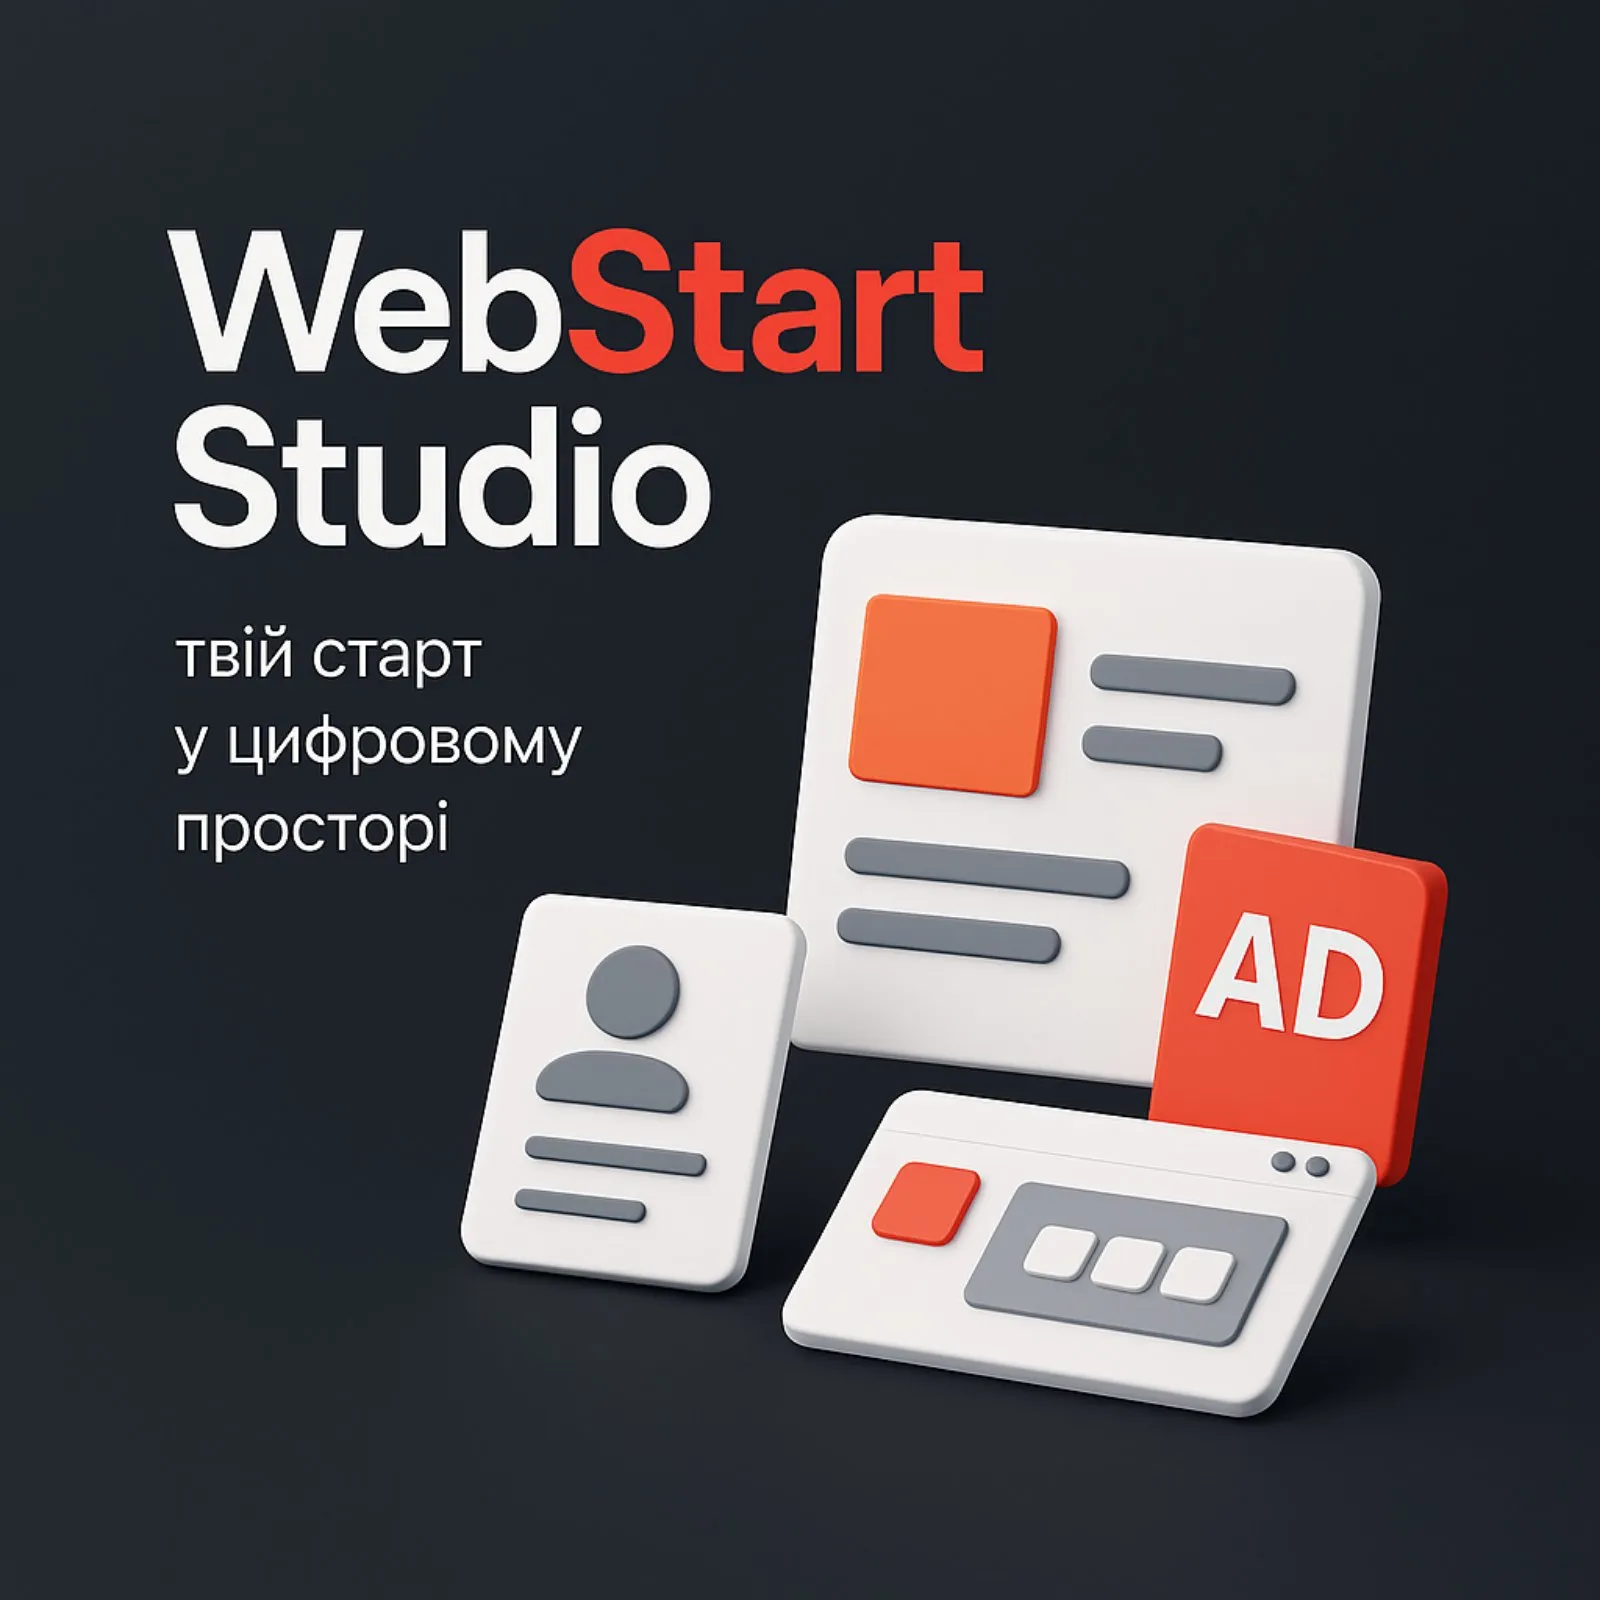 WebStart
Studio
твій старт
у цифровому
просторі
AD